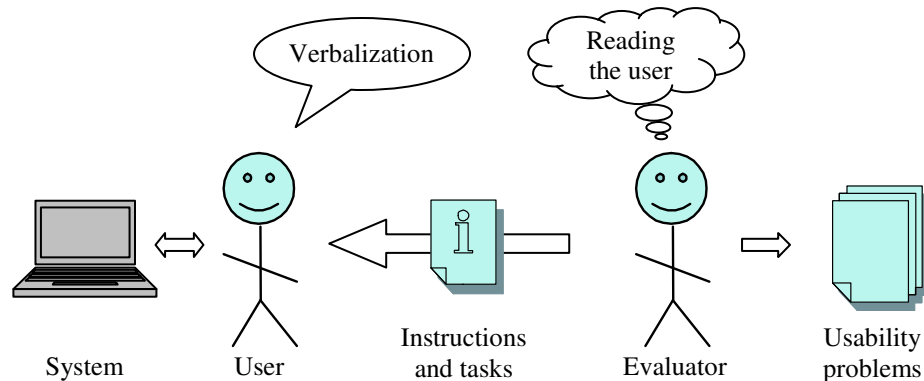 Verbalization
Reading
the user
i
System
User
Instructions
and tasks
Evaluator
Usability
problems